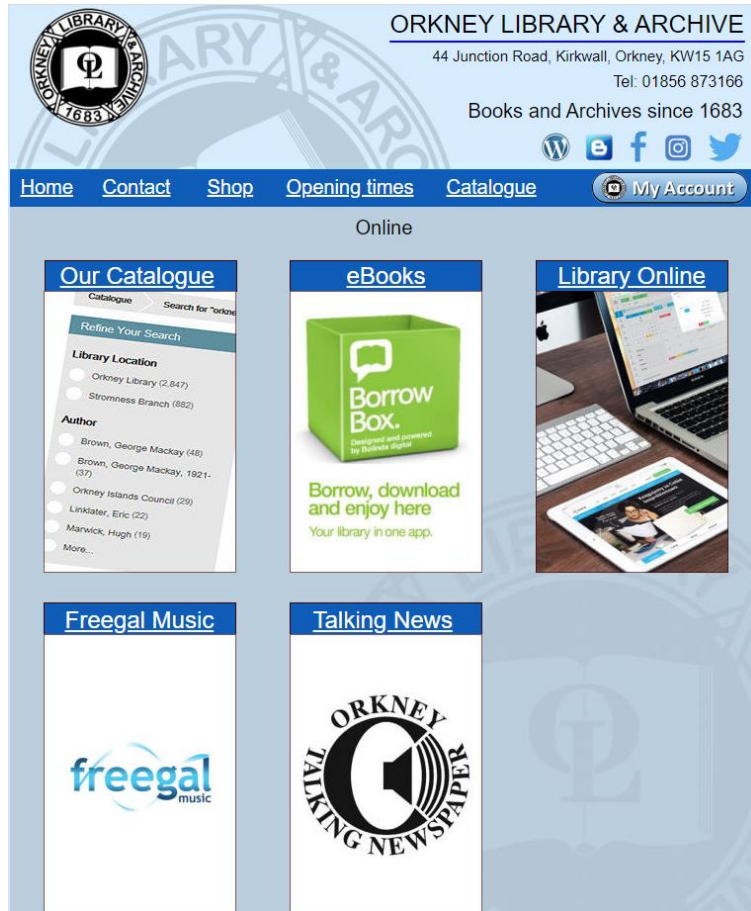 ORKNEY LIBRARY & ARCHIVE
1683
ORKNEY LIBRARY & ARCHIVE
44 Junction Road, Kirkwall, Orkney, KW15 1AG
Tel: 01856 873166
Books and Archives since 1683
Home Contact Shop Opening times Catalogue My Account
Online
Our Catalogue
Catalogue Search for "orkne
Refine Your Search
Library Location
Orkney Library (2,847)
Stromness Branch (882)
Author
Brown, George Mackay (48)
Brown, George Mackay, 1921-
(37)
Orkney Islands Council (29)
Linklater, Eric (22)
Marwick, Hugh (19)
More...
eBooks
Borrow
Box.
Designed and powered
by Bolinda digital
Borrow, download
and enjoy here
Your library in one app.
Library Online
Freegal Music
freegal
music
Talking News
ORKNEY
TALKING NEWSPAPER